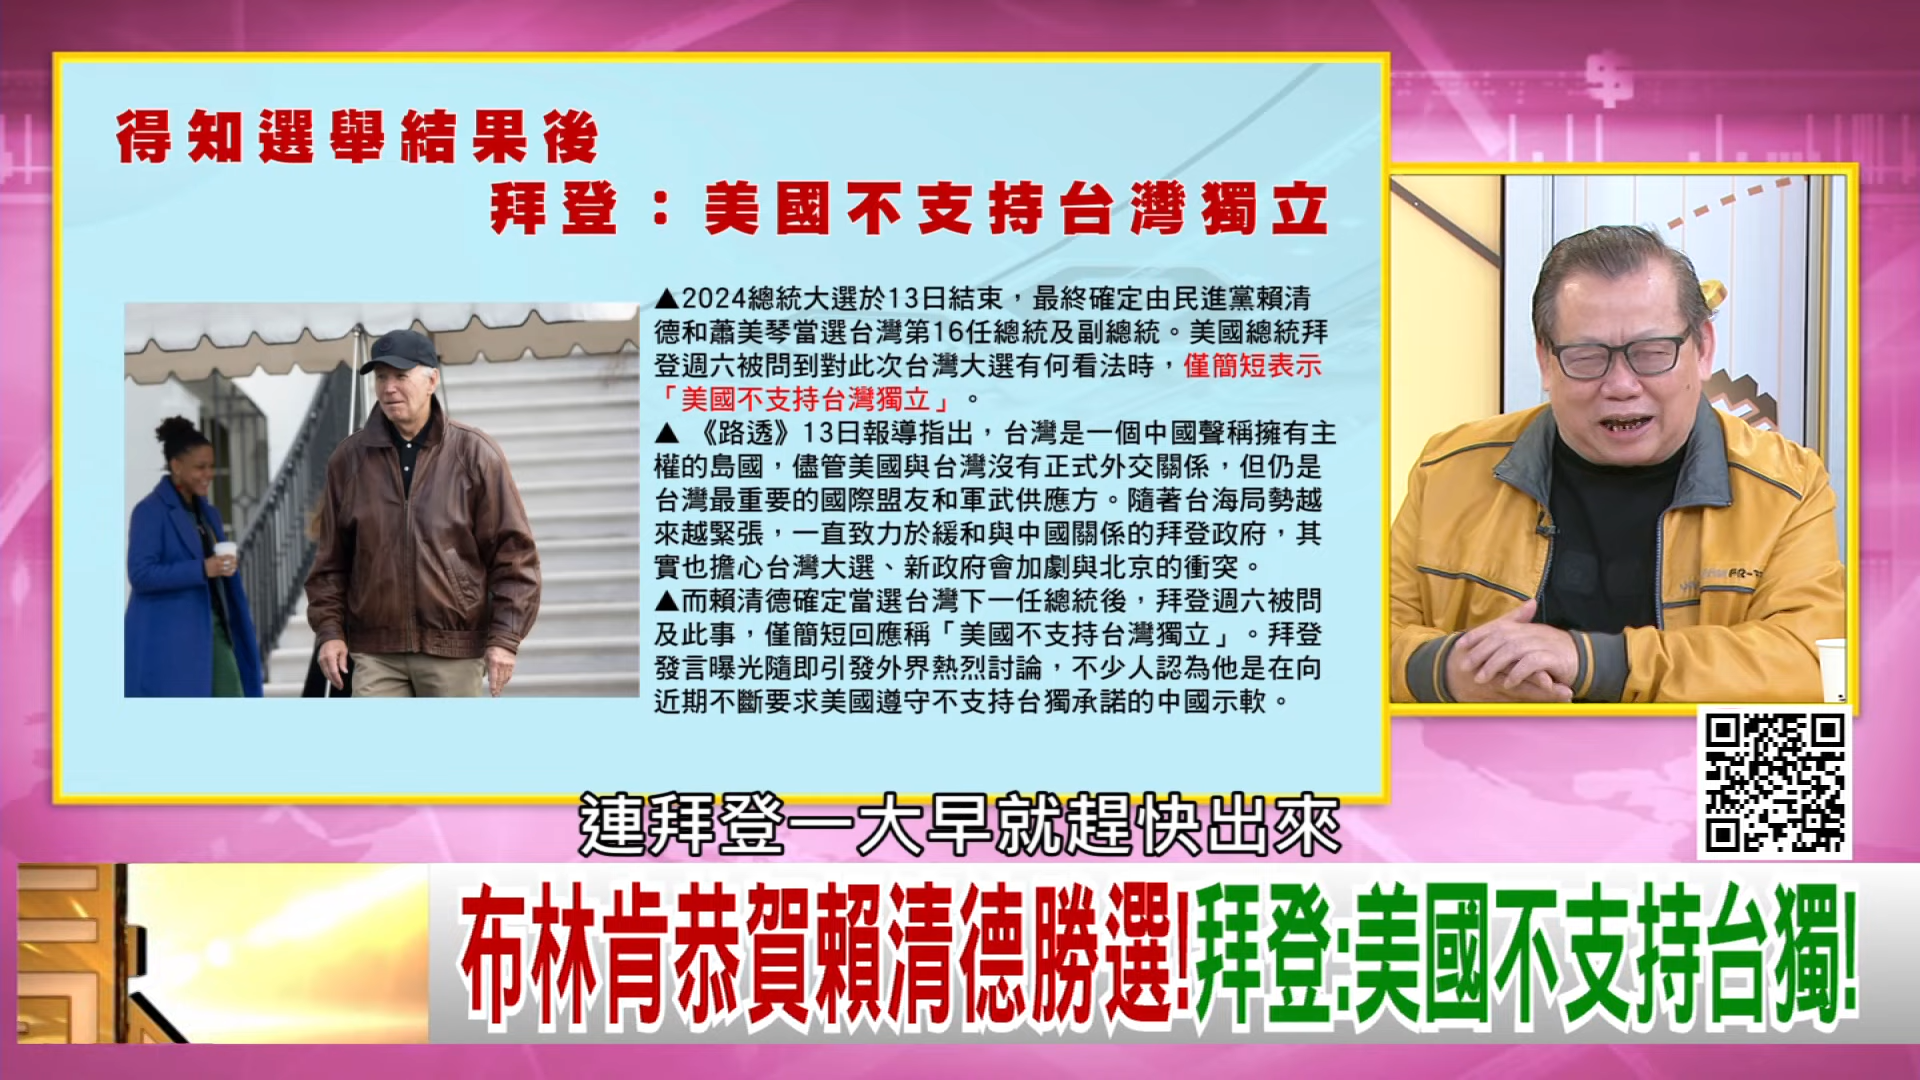 得知選舉結果後
拜登：美國不支持台灣獨立
▲2024總統大選於13日結束，最終確定由民進黨賴清
德和蕭美琴當選台灣第16任總統及副總統。美國總統拜
登週六被問到對此次台灣大選有何看法時，僅簡短表示
「美國不支持台灣獨立」。
▲ 《路透》13日報導指出，台灣是一個中國聲稱擁有主
權的島國，儘管美國與台灣沒有正式外交關係，但仍是
台灣最重要的國際盟友和軍武供應方。隨著台海局勢越
來越緊張，一直致力於緩和與中國關係的拜登政府，其
實也擔心台灣大選、新政府會加劇與北京的衝突。
▲而賴清德確定當選台灣下一任總統後，拜登週六被問
及此事，僅簡短回應稱「美國不支持台灣獨立」。拜登
發言曝光隨即引發外界熱烈討論，不少人認為他是在向
近期不斷要求美國遵守不支持台獨承諾的中國示軟。
連拜登一大早就趕快出來
布林肯恭賀賴清德勝選!拜登:美國不支持台獨!